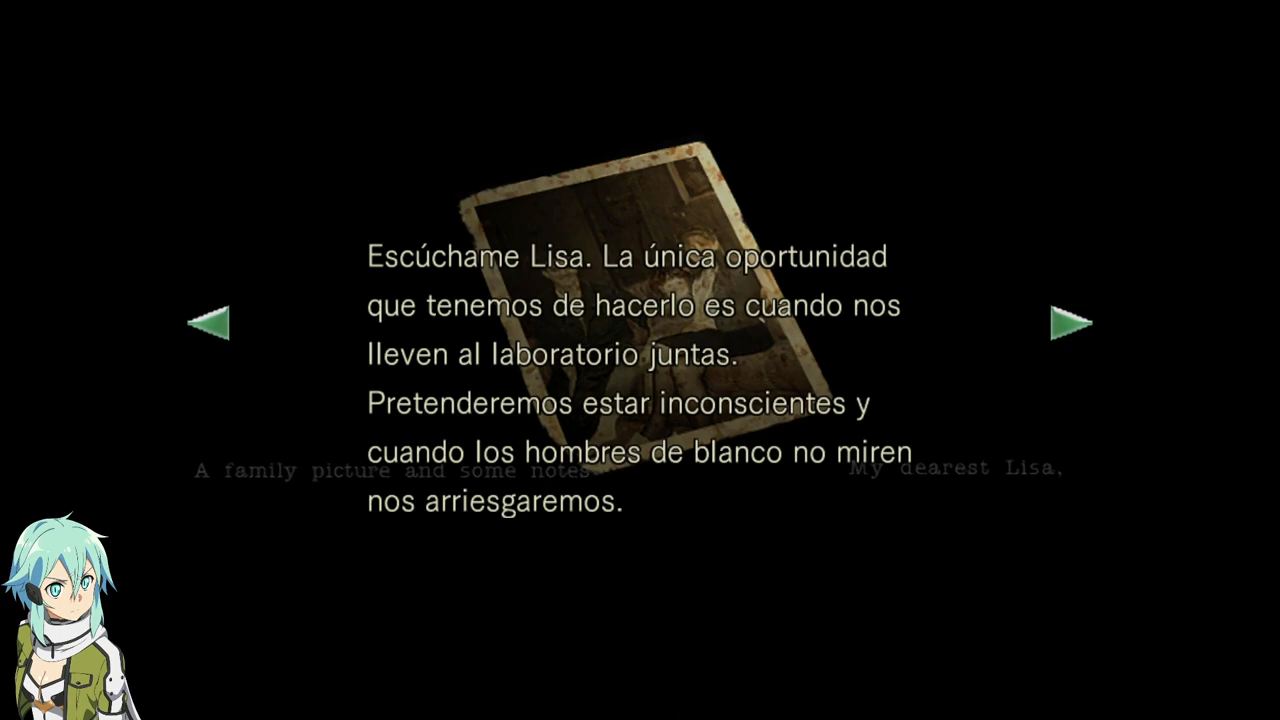 Escúchame Lisa. La única oportunidad
que tenemos de hacerlo es cuando nos
lleven al laboratorio juntas.
Pretenderemos estar inconscientes y
cuando los hombres de blanco no miren
nos arriesgaremos.
A family picture and some notes
My dearest Lisa,